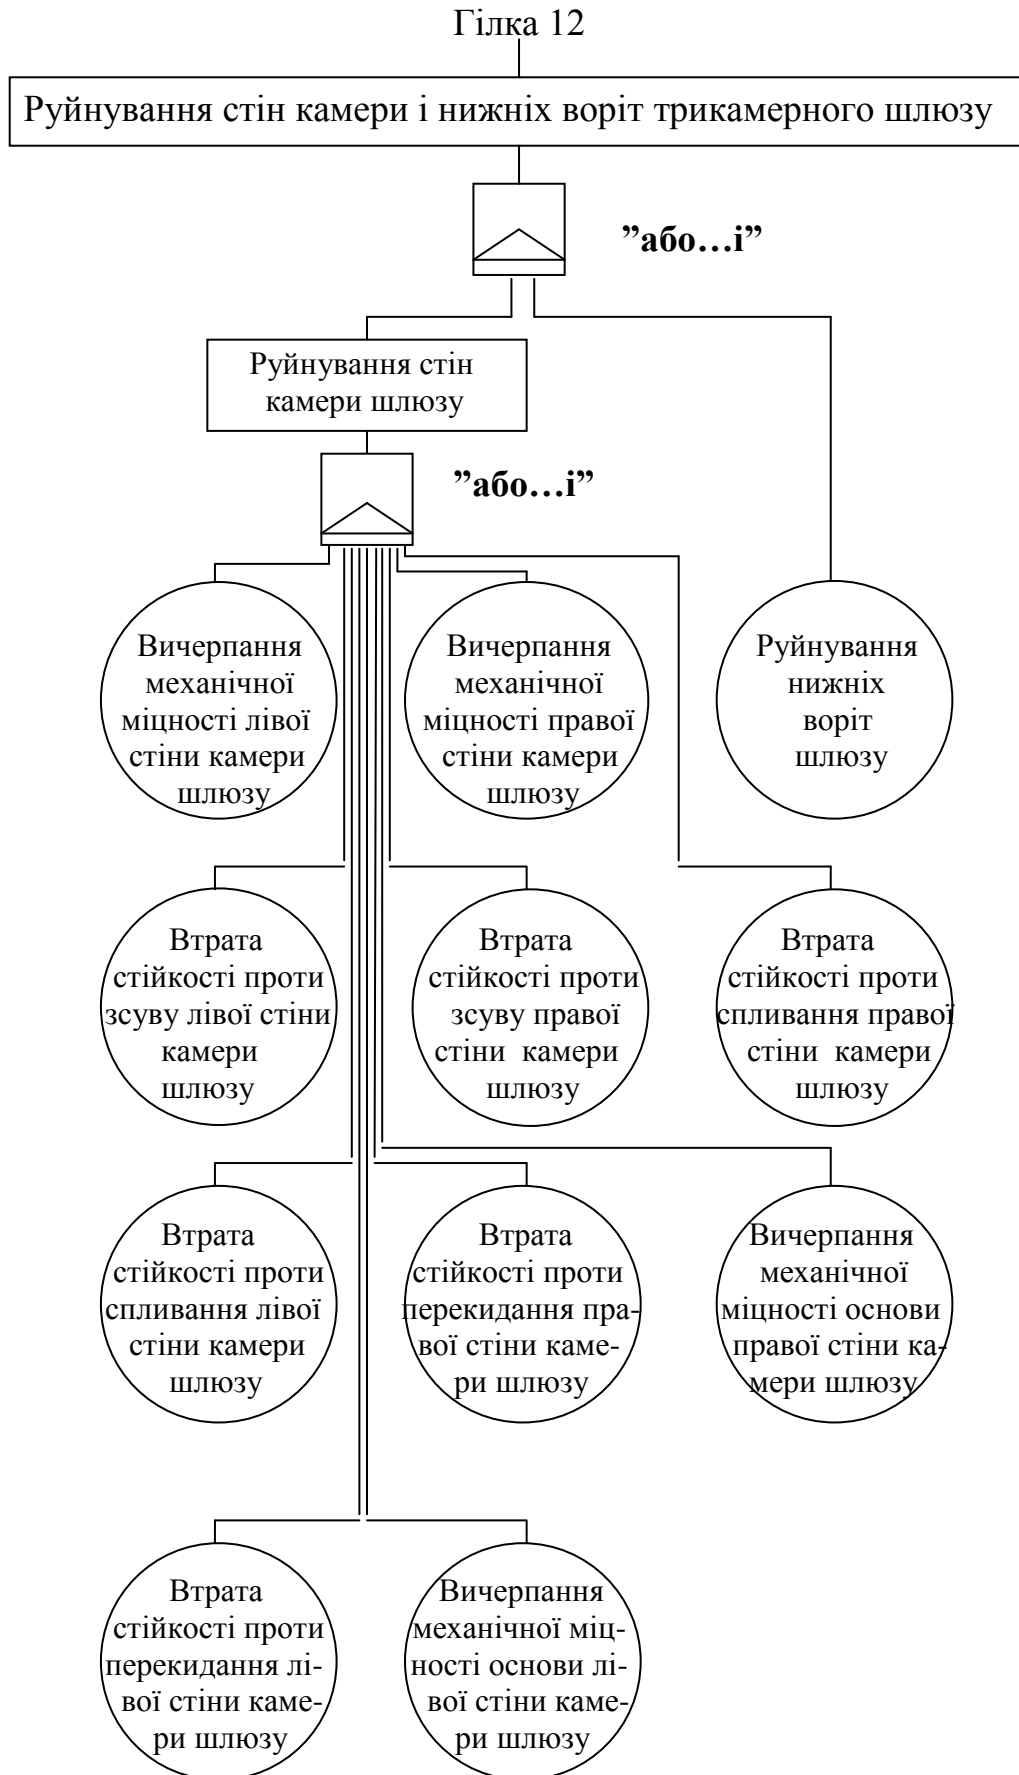 Гілка 12
Руйнування стін камери і нижніх воріт трикамерного шлюзу
”або…і”
Руйнування стін
камери шлюзу
”або…і”
Вичерпання
механічної
міцності лівої
стіни камери
шлюзу
Вичерпання
механічної
міцності правої
стіни камери
шлюзу
Руйнування
нижніх
воріт
шлюзу
Втрата
стійкості проти
зсуву лівої стіни
камери
шлюзу
Втрата
стійкості проти
зсуву правої
стіни камери
шлюзу
Втрата
стійкості проти
спливання правої
стіни камери
шлюзу
Втрата
стійкості проти
спливання лівої
стіни камери
шлюзу
Втрата
стійкості проти
перекидання пра-
вої стіни каме-
ри шлюзу
Вичерпання
механічної
міцності основи
правої стіни ка-
мери шлюзу
Втрата
стійкості проти
перекидання лі-
вої стіни каме-
ри шлюзу
Вичерпання
механічної міц-
ності основи лі-
вої стіни каме-
ри шлюзу